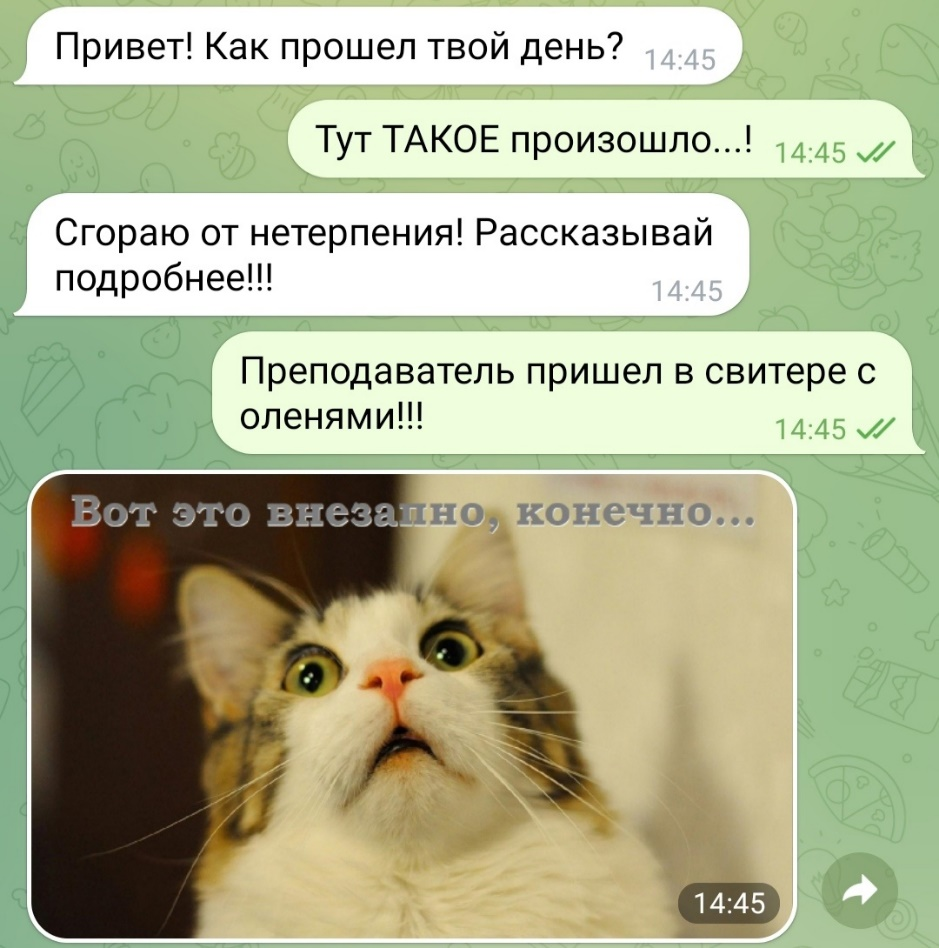 Привет! Как прошел твой день? 14:45
Тут ТАКОЕ произошло...! 14:45
Сгораю от нетерпения! Рассказывай
подробнее!!! 14:45
Преподаватель пришел в свитере с
оленями!!! 14:45
Вот это внезапно, конечно...
14:45